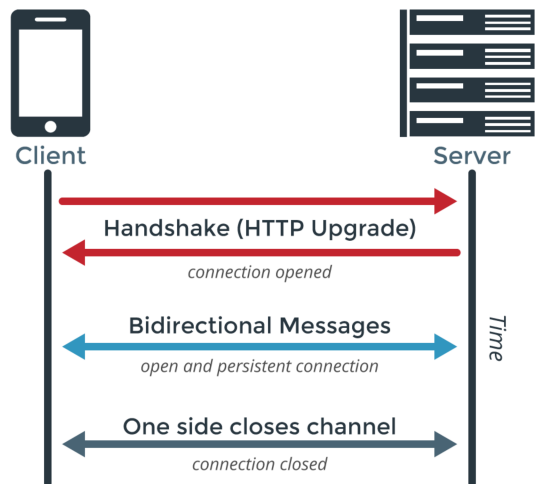 Client
Server
Handshake (HTTP Upgrade)
connection opened
Bidirectional Messages
open and persistent connection
Time
One side closes channel
connection closed